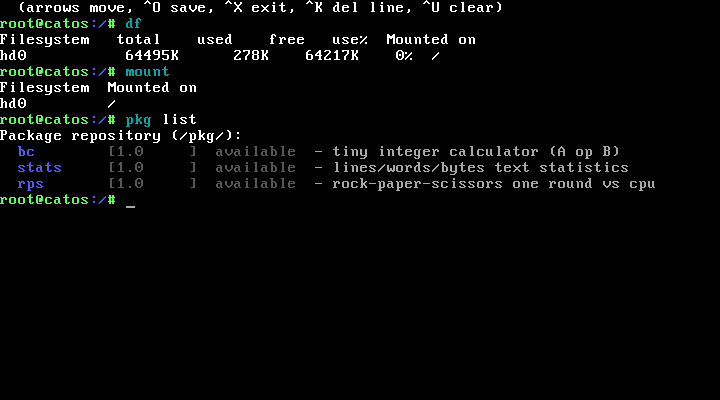 (arrows move, ^O save, ^X exit, ^K del line, ^U clear)
root@catos:/# df
Filesystem   total    used    free   use%  Mounted on
hd0          64495K      278K    64217K    0%  /
root@catos:/# mount
Filesystem  Mounted on
hd0         /
root@catos:/# pkg list
Package repository (/pkg/):
  bc         [1.0     ]  available  - tiny integer calculator (A op B)
  stats      [1.0     ]  available  - lines/words/bytes text statistics
  rps        [1.0     ]  available  - rock-paper-scissors one round vs cpu
root@catos:/# _